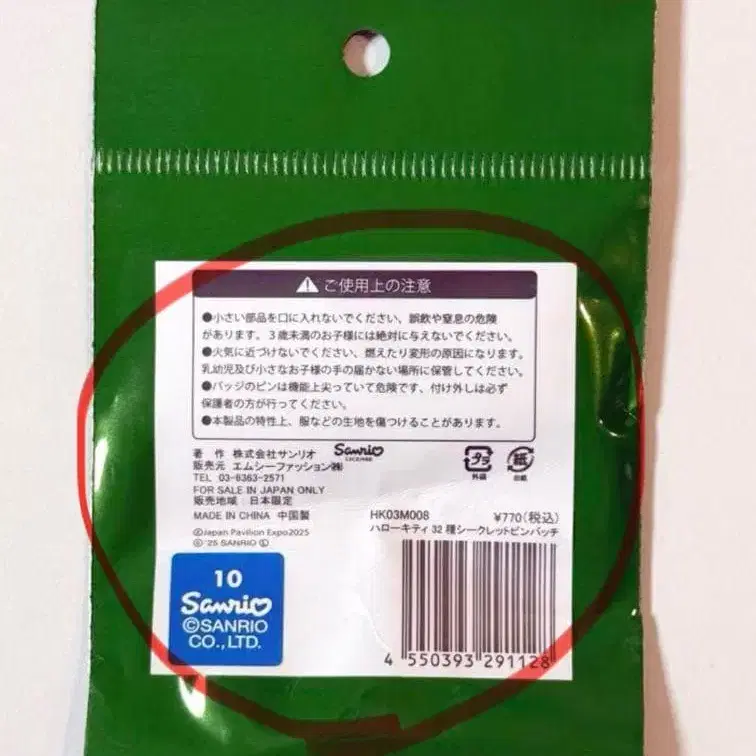 ⚠ ご使用上の注意
●小さい部品を口に入れないでください、誤飲や窒息の危険
があります。3歳未満のお子様には絶対に与えないでください。
●火気に近づけないでください、燃えたり変形の原因になります。
乳幼児及び小さなお子様の手の届かない場所に保管してください。
●バッジのピンは機能上尖っていて危険です、付け外しは必ず
保護者の方が行ってください。
●本製品の特性上、服などの生地を傷つけることがあります。
著 作 株式会社サンリオ
Sanrio
LICENSE
販売元 エムシーファッション㈱
TEL 03-6363-2571
FOR SALE IN JAPAN ONLY
販売地域 : 日本限定
MADE IN CHINA 中国製
プラ
外袋
紙
台紙
HK03M008 ¥770(税込)
ハローキティ 32 種シークレットピンバッチ
©Japan Pavilion Expo2025
© '25 SANRIO Ⓛ
10
Sanrio
©SANRIO
CO.,LTD.
4 550393 291128